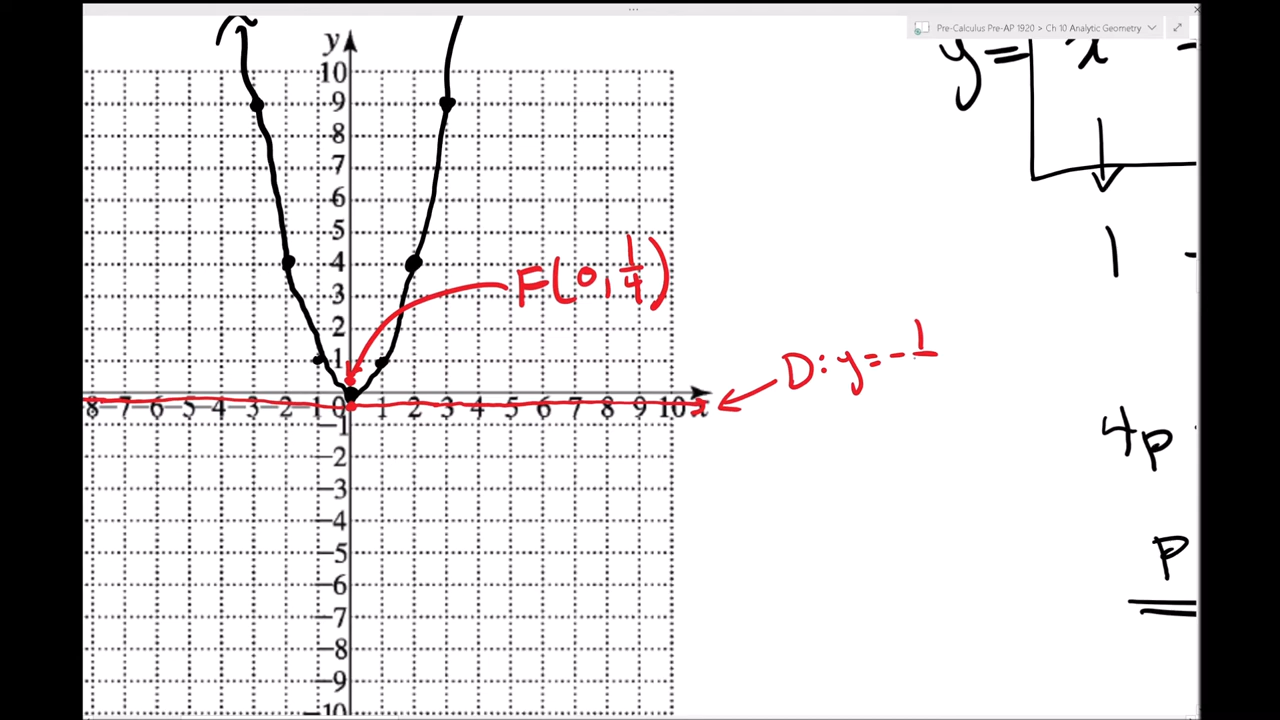 Pre-Calculus Pre-AP 1920 > Ch 10 Analytic Geometry
y
10
9
8
7
6
5
4
3
2
1
8 −7 −6 −5 −4 −3 −2 −1 0 1 2 3 4 5 6 7 8 9 10 x
−1
−2
−3
−4
−5
−6
−7
−8
−9
−10
F(0, 1/4)
D: y = - 1
y = x -
1 -
4p
p